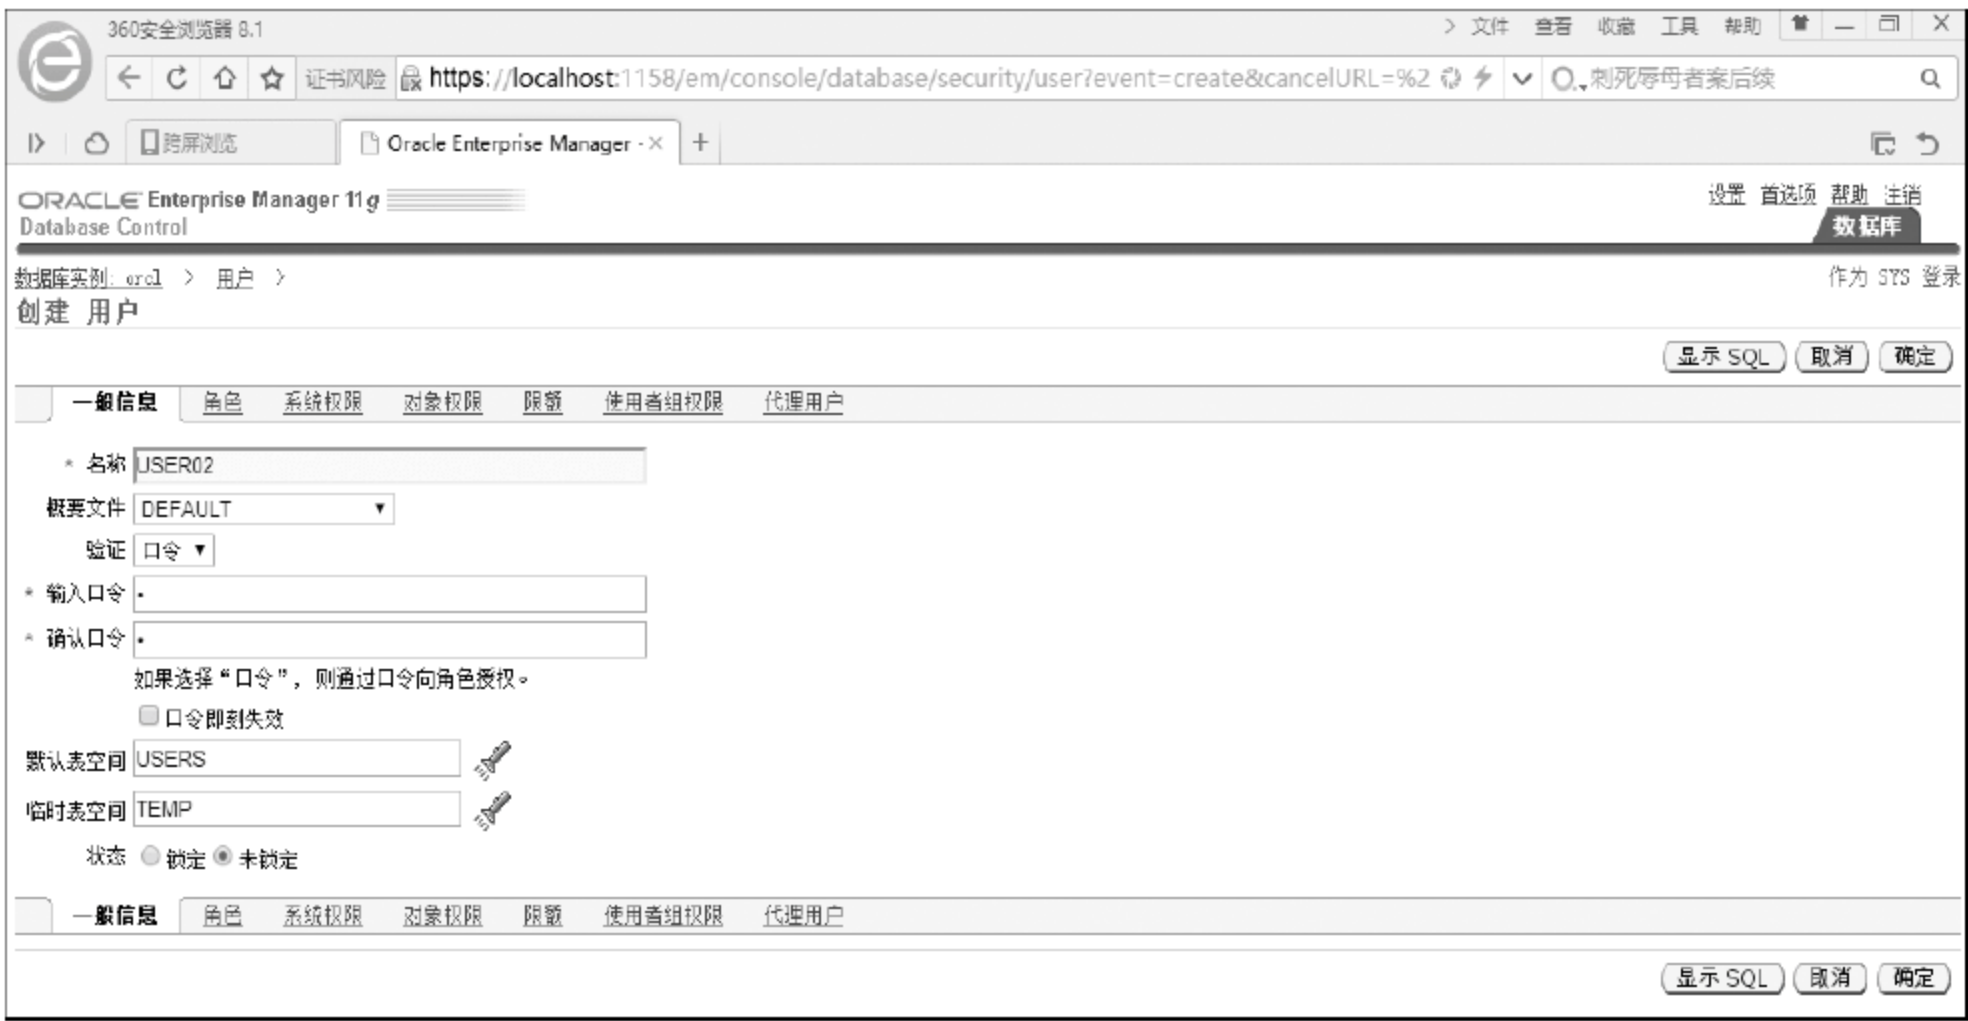 360安全浏览器 8.1
文件 查看 收藏 工具 帮助
证书风险 https://localhost:1158/em/console/database/security/user?event=create&cancelURL=%2 刺死辱母者案后续
跨屏浏览 Oracle Enterprise Manager -
ORACLE Enterprise Manager 11g
Database Control
设置 首选项 帮助 注销
数据库
数据库实例: orcl > 用户 >
作为 SYS 登录
创建 用户
显示 SQL 取消 确定
一般信息 角色 系统权限 对象权限 限额 使用者组权限 代理用户
* 名称 USER02
概要文件 DEFAULT
验证 口令
* 输入口令 •
* 确认口令 •
如果选择“口令”, 则通过口令向角色授权。
口令即刻失效
默认表空间 USERS
临时表空间 TEMP
状态 锁定 未锁定
一般信息 角色 系统权限 对象权限 限额 使用者组权限 代理用户
显示 SQL 取消 确定